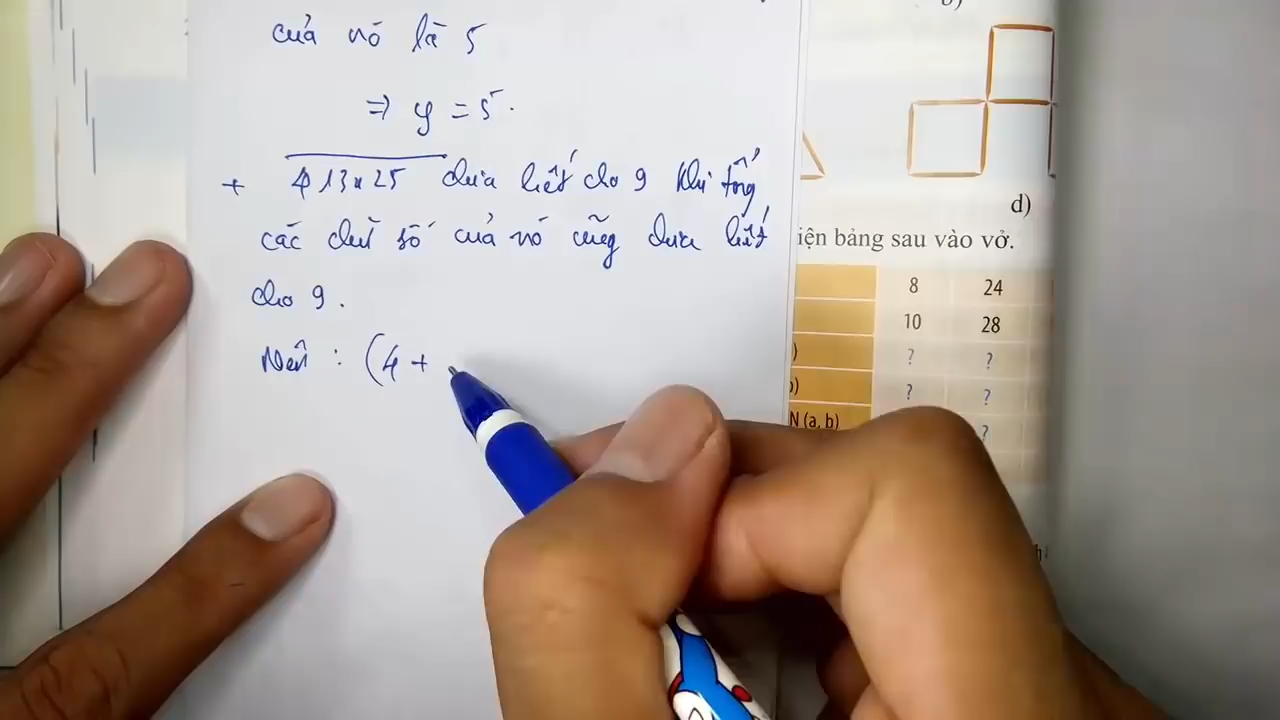 b)
của nó là 5
=> y = 5.
+ 413x25 chia hết cho 9 khi tổng
các chữ số của nó cũng chia hết
cho 9.
Nên : (4 +
d)
iện bảng sau vào vở.
8 24
10 28
) ? ?
) ? ?
N (a, b) ?